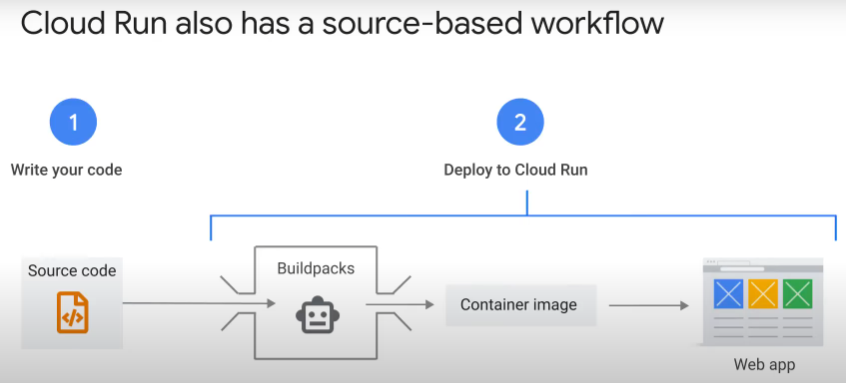 Cloud Run also has a source-based workflow
1
2
Write your code
Deploy to Cloud Run
Source code
</>
Buildpacks
Container image
Web app